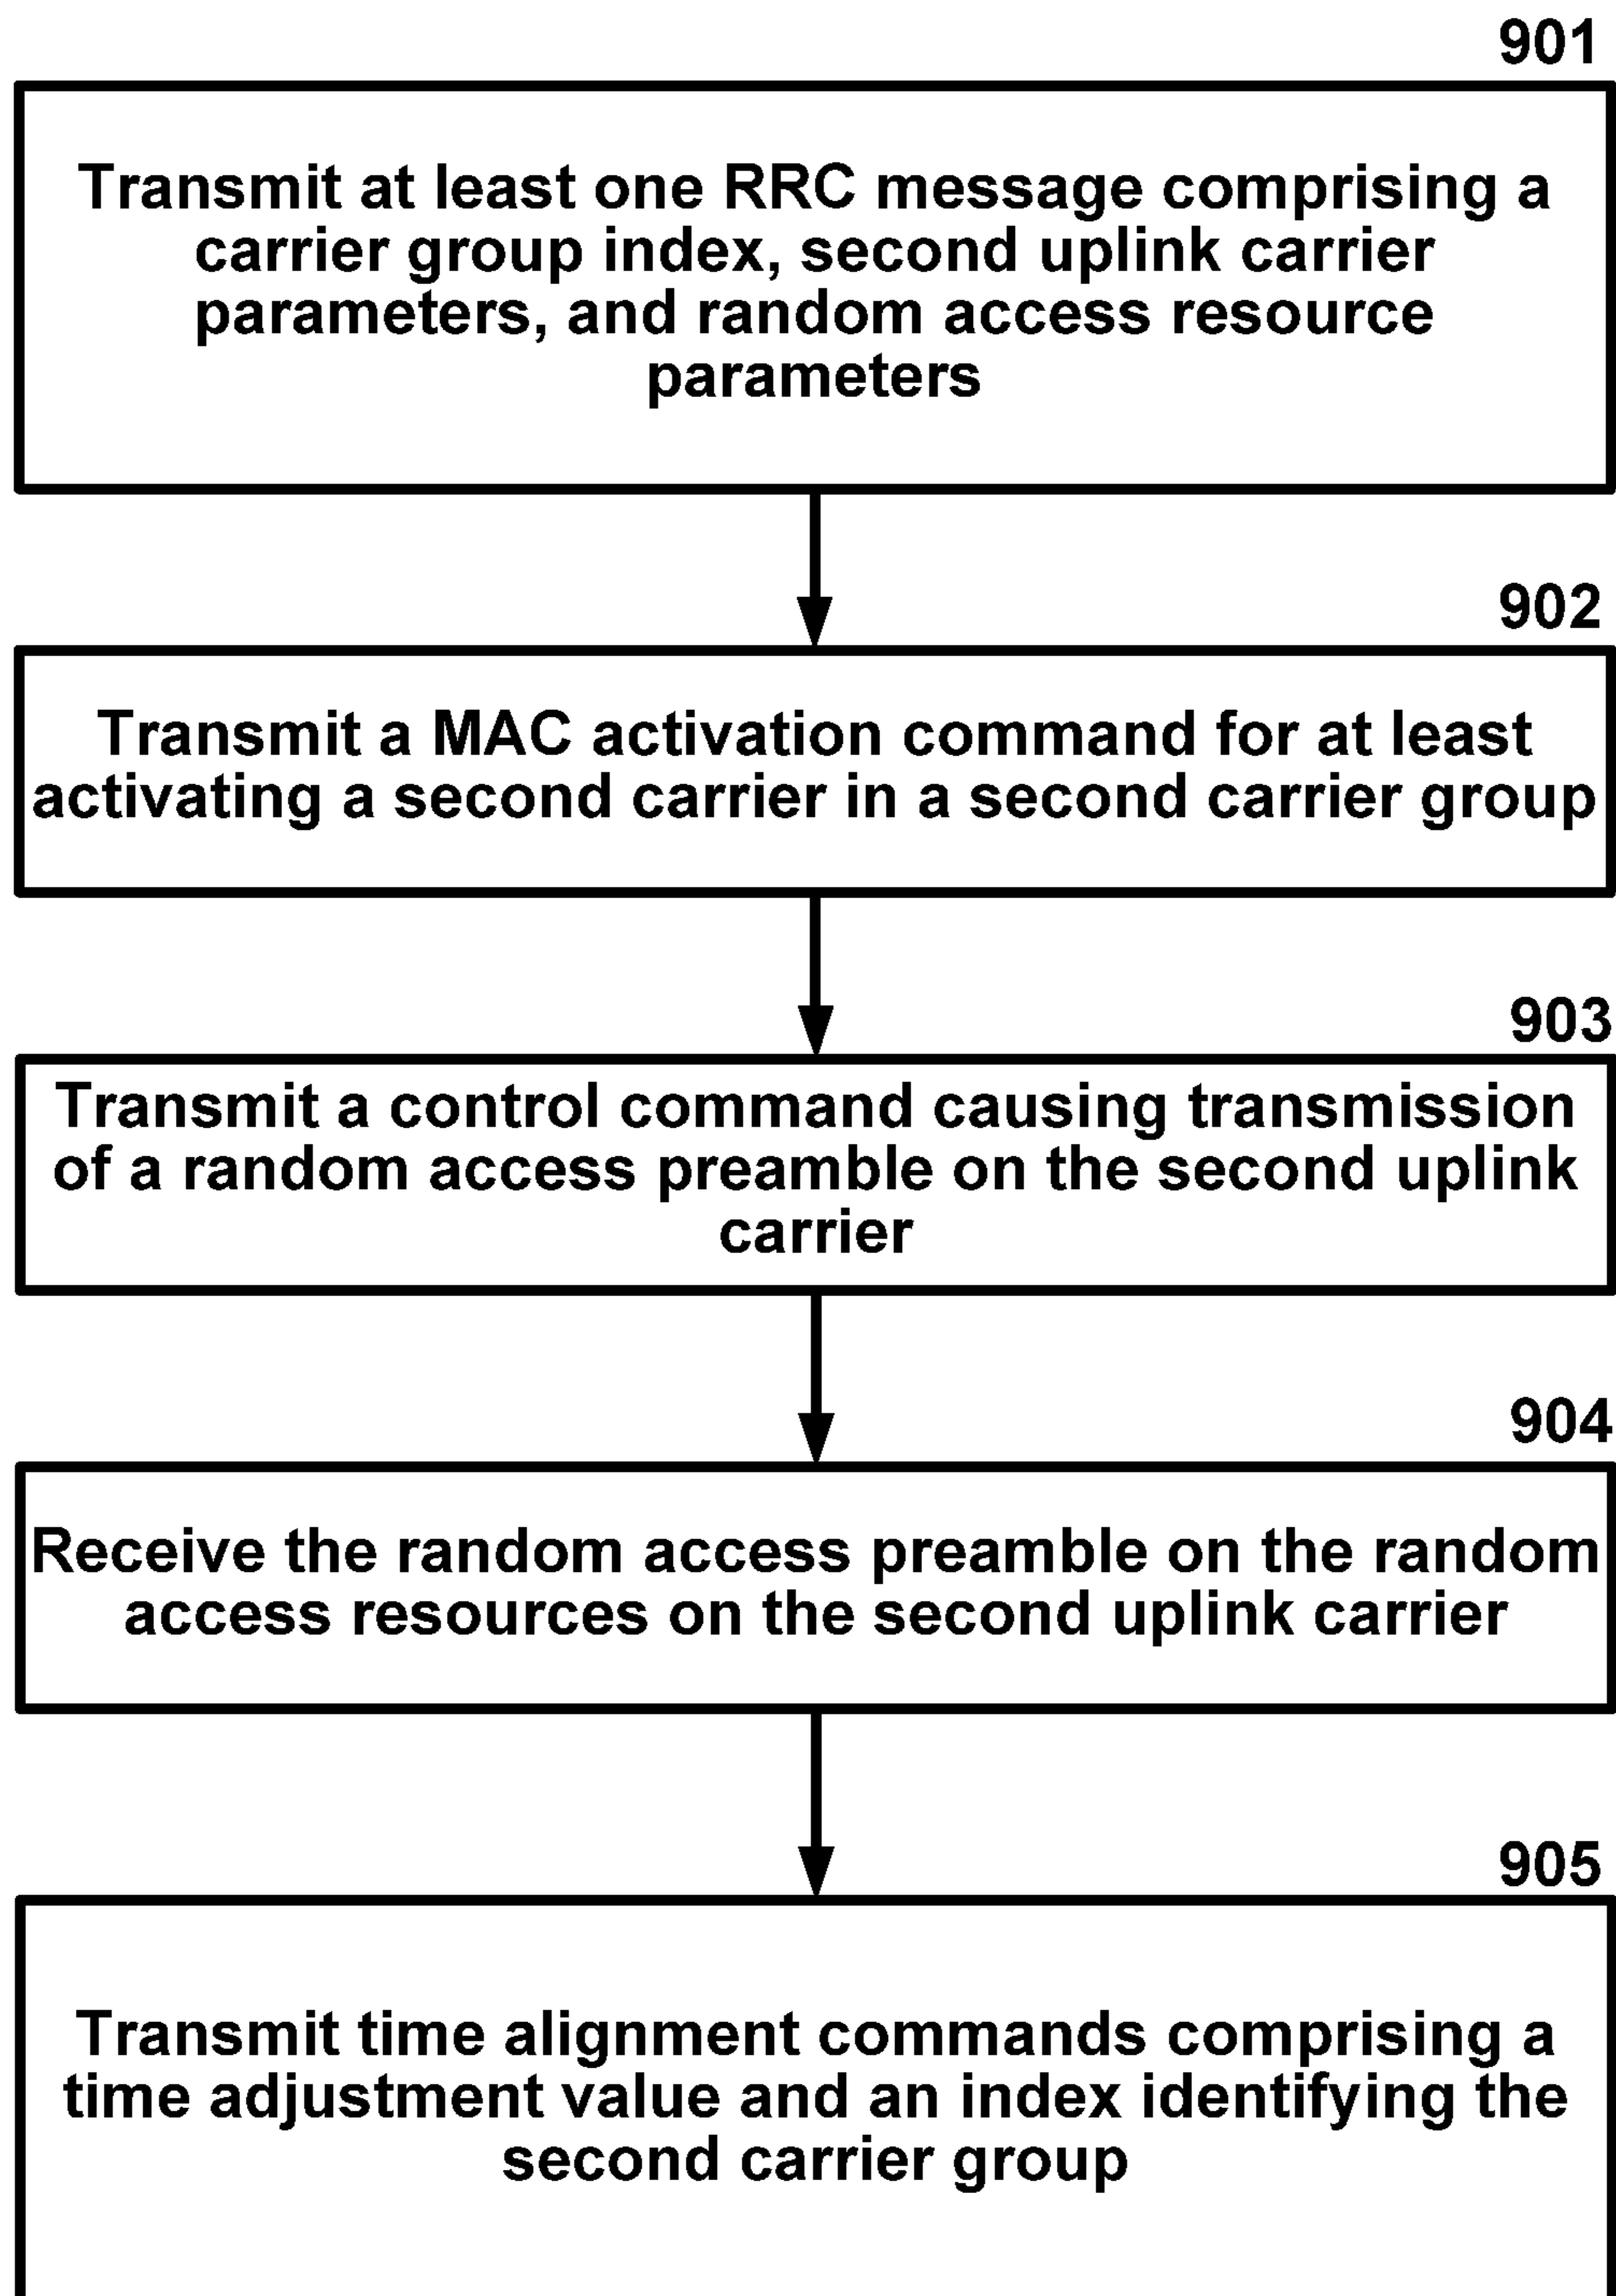 901
Transmit at least one RRC message comprising a
carrier group index, second uplink carrier
parameters, and random access resource
parameters
902
Transmit a MAC activation command for at least
activating a second carrier in a second carrier group
903
Transmit a control command causing transmission
of a random access preamble on the second uplink
carrier
904
Receive the random access preamble on the random
access resources on the second uplink carrier
905
Transmit time alignment commands comprising a
time adjustment value and an index identifying the
second carrier group